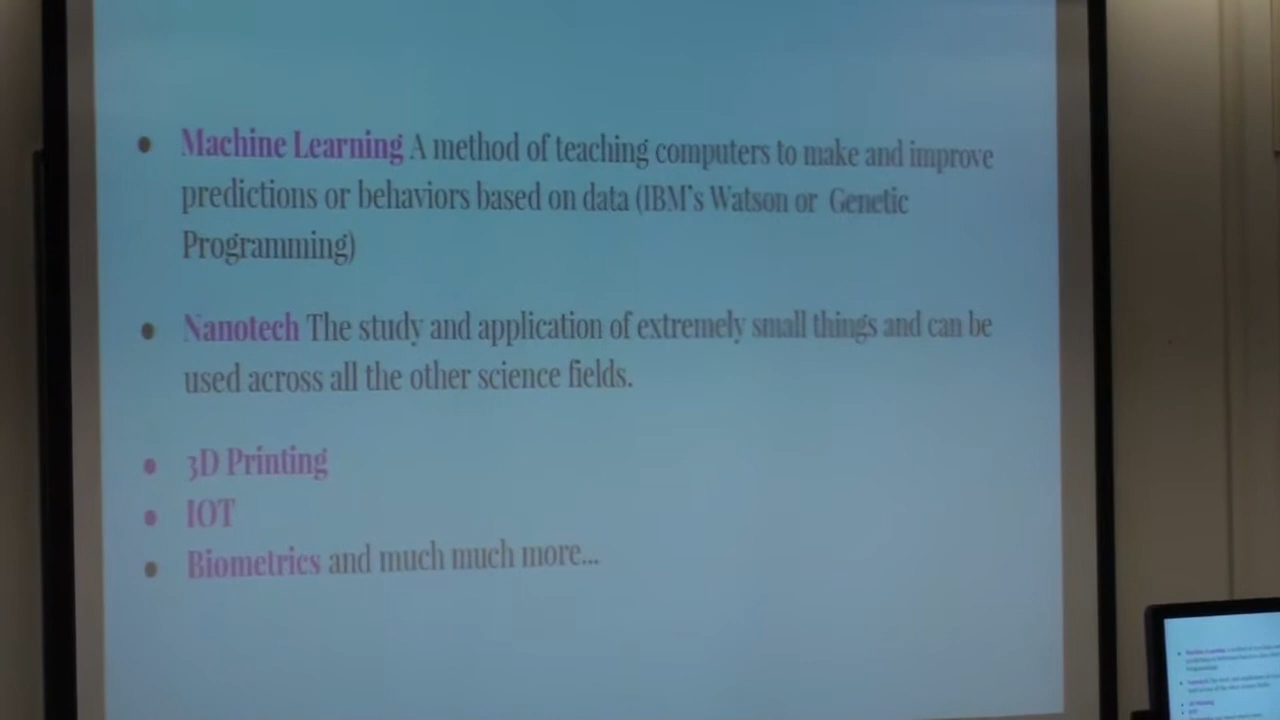 • Machine Learning A method of teaching computers to make and improve
predictions or behaviors based on data (IBM's Watson or Genetic
Programming)
• Nanotech The study and application of extremely small things and can be
used across all the other science fields.
• 3D Printing
• IOT
• Biometrics and much much more...